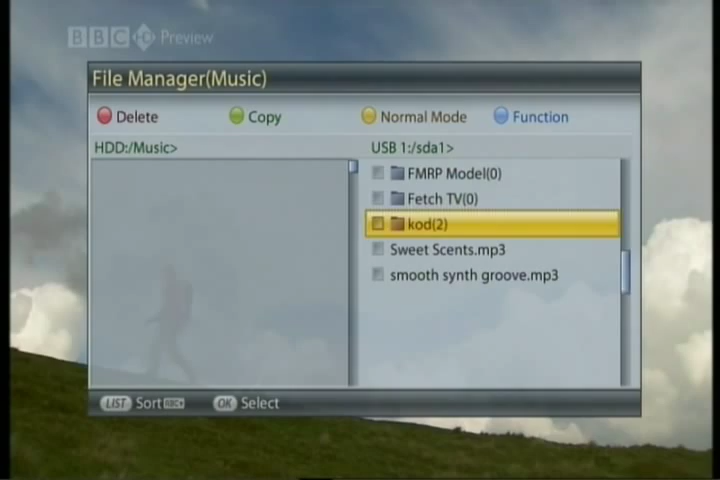 BBC HD Preview
File Manager(Music)
Delete
Copy
Normal Mode
Function
HDD:/Music>
USB 1:/sda1>
FMRP Model(0)
Fetch TV(0)
kod(2)
Sweet Scents.mp3
smooth synth groove.mp3
LIST Sort
OK Select